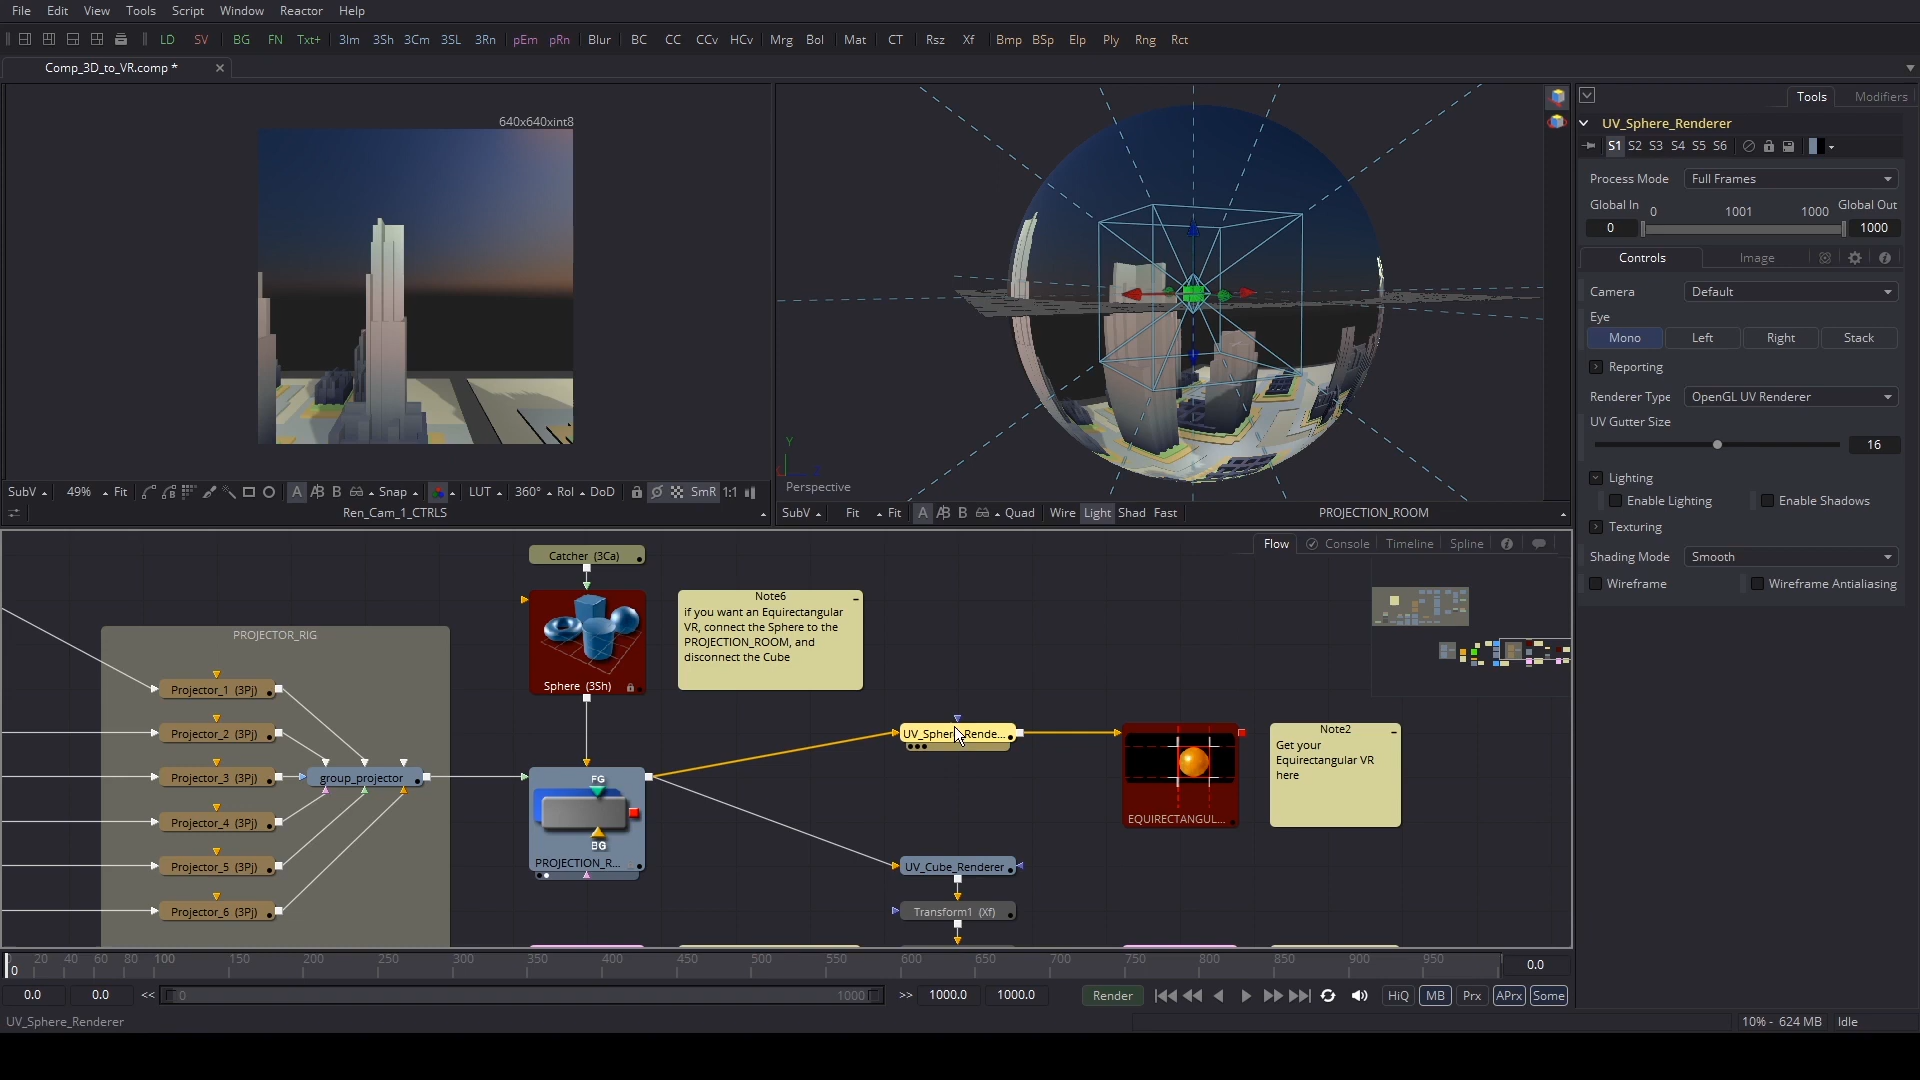 File Edit View Tools Script Window Reactor Help
LD SV BG FN Txt+ 3Im 3Sh 3Cm 3SL 3Rn pEm pRn Blur BC CC CCv HCv Mrg Bol Mat CT Rsz Xf Bmp BSp Elp Ply Rng Rct
Comp_3D_to_VR.comp *
640x640xint8
Y
Perspective
SubV 49% Fit A AB B Snap LUT 360° RoI DoD SmR 1:1
Ren_Cam_1_CTRLS
SubV Fit Fit A AB B Quad Wire Light Shad Fast PROJECTION_ROOM
Flow Console Timeline Spline
Catcher (3Ca)
Sphere (3Sh)
Note6
if you want an Equirectangular
VR, connect the Sphere to the
PROJECTION_ROOM, and
disconnect the Cube
PROJECTOR_RIG
Projector_1 (3Pj)
Projector_2 (3Pj)
Projector_3 (3Pj)
Projector_4 (3Pj)
Projector_5 (3Pj)
Projector_6 (3Pj)
group_projector
FG
BG
PROJECTION_R...
UV_Spher Rende...
EQUIRECTANGUL...
Note2
Get your
Equirectangular VR
here
UV_Cube_Renderer
Transform1 (Xf)
0 20 40 60 80 100 150 200 250 300 350 400 450 500 550 600 650 700 750 800 850 900 950
0.0
0.0 0.0 << 0 1000 >> 1000.0 1000.0 Render HiQ MB Prx APrx Some
UV_Sphere_Renderer
10% - 624 MB Idle
Tools Modifiers
UV_Sphere_Renderer
S1 S2 S3 S4 S5 S6
Process Mode Full Frames
Global In 0 1001 1000 Global Out
0 1000
Controls Image
Camera Default
Eye
Mono Left Right Stack
Reporting
Renderer Type OpenGL UV Renderer
UV Gutter Size
16
Lighting
Enable Lighting Enable Shadows
Texturing
Shading Mode Smooth
Wireframe Wireframe Antialiasing